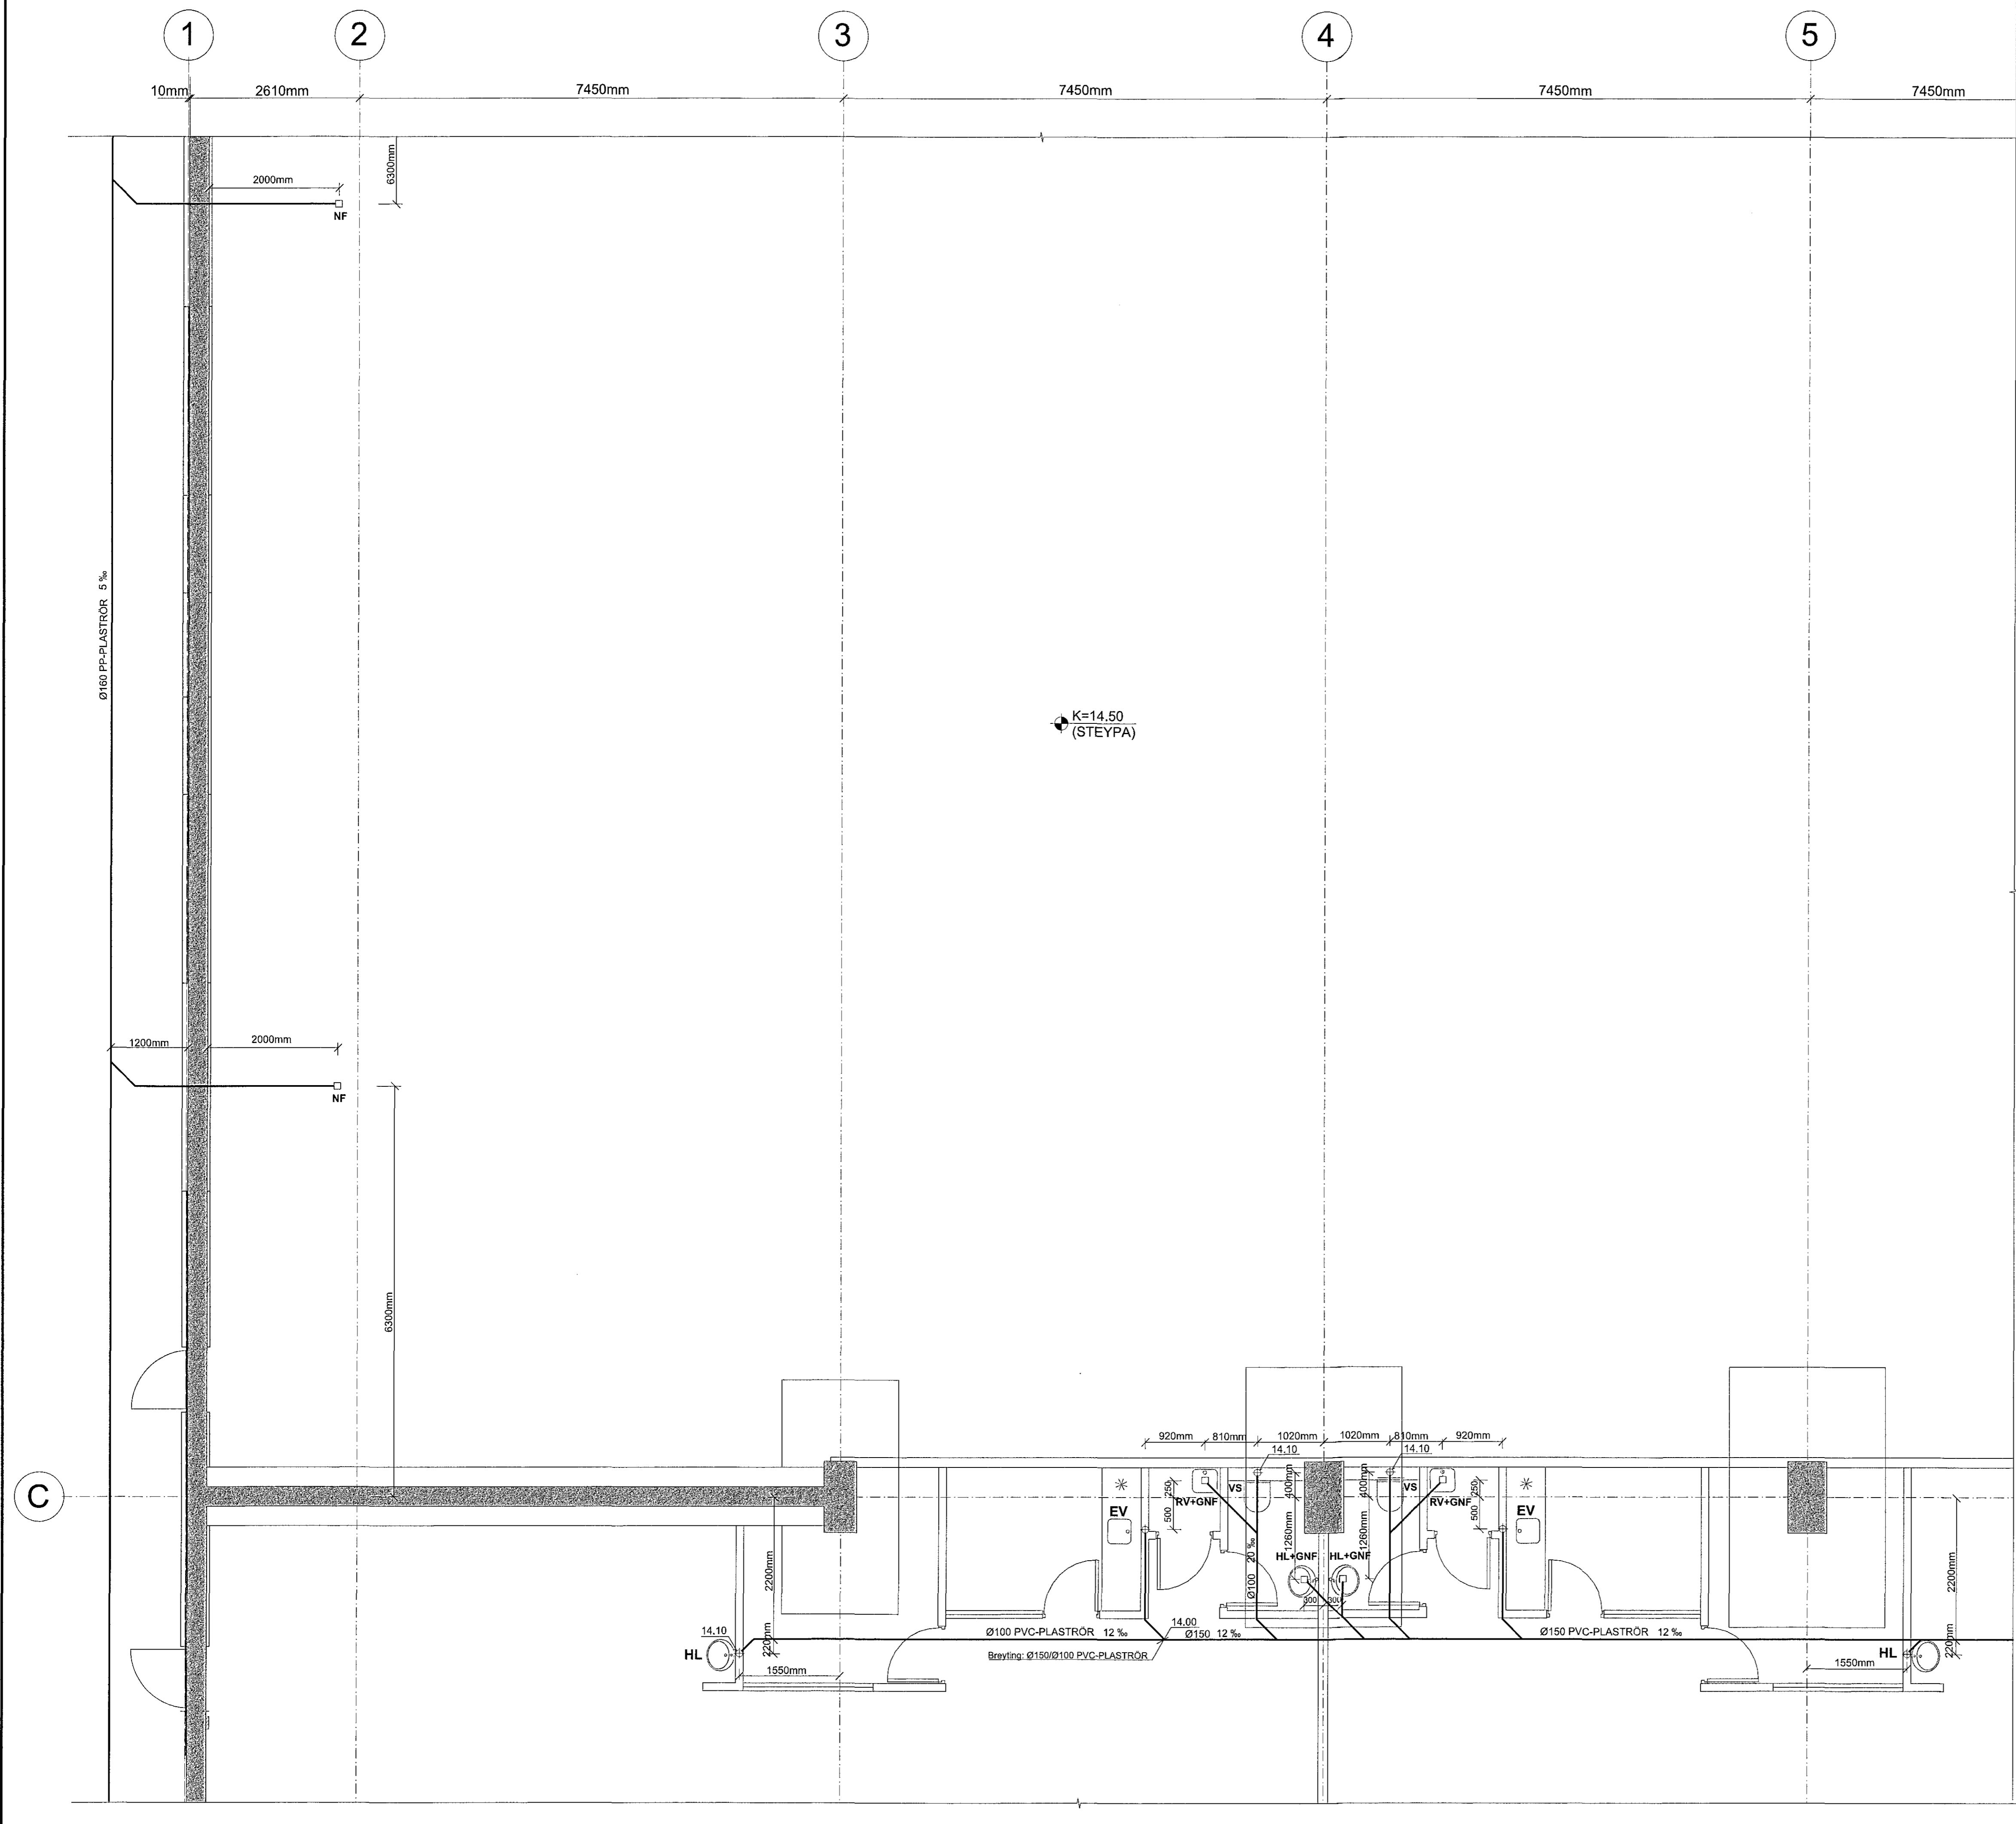 1 2 3 4 5
10mm 2610mm 7450mm 7450mm 7450mm 7450mm
6300mm
2000mm
NF
Ø160 PP-PLASTRÖR 5 ‰
K=14.50
(STEYPA)
1200mm 2000mm
NF
6300mm
920mm 810mm 1020mm 1020mm 810mm 920mm
14.10 14.10
C
250 400mm 400mm 250
VS VS
RV+GNF RV+GNF
EV EV
500 500
1260mm 1260mm
HL+GNF HL+GNF
Ø100 20 ‰
300 300
2200mm 2200mm
14.10
220mm
HL
1550mm
Ø100 PVC-PLASTRÖR 12 ‰
14.00
Ø150 12 ‰
Breyting: Ø150/Ø100 PVC-PLASTRÖR
Ø150 PVC-PLASTRÖR 12 ‰
HL
220mm
1550mm